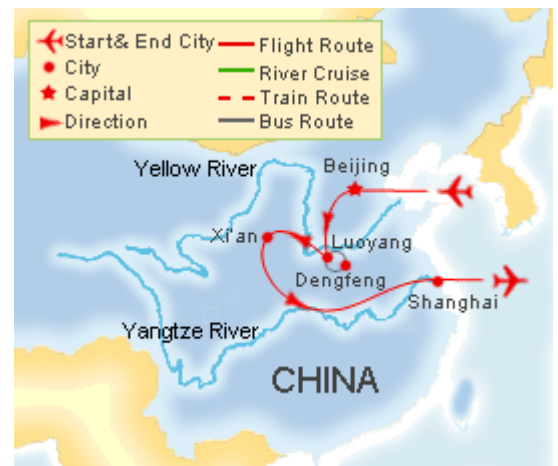 Start& End City
Flight Route
City
River Cruise
Capital
Train Route
Direction
Bus Route
Yellow River
Beijing
Xi'an
Luoyang
Dengfeng
Shanghai
Yangtze River
CHINA